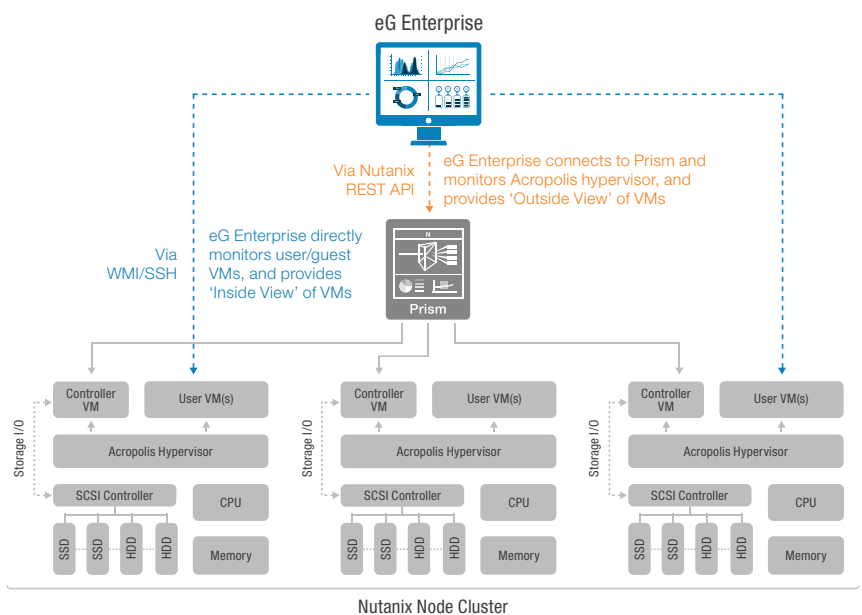 eG Enterprise
Via Nutanix
REST API
eG Enterprise connects to Prism and
monitors Acropolis hypervisor, and
provides ‘Outside View’ of VMs
Via
WMI/SSH
eG Enterprise directly
monitors user/guest
VMs, and provides
‘Inside View’ of VMs
N
Prism
Controller
VM
User VM(s)
Acropolis Hypervisor
Storage I/O
SCSI Controller
CPU
SSD
SSD
HDD
HDD
Memory
Controller
VM
User VM(s)
Acropolis Hypervisor
Storage I/O
SCSI Controller
CPU
SSD
SSD
HDD
HDD
Memory
Controller
VM
User VM(s)
Acropolis Hypervisor
Storage I/O
SCSI Controller
CPU
SSD
SSD
HDD
HDD
Memory
Nutanix Node Cluster